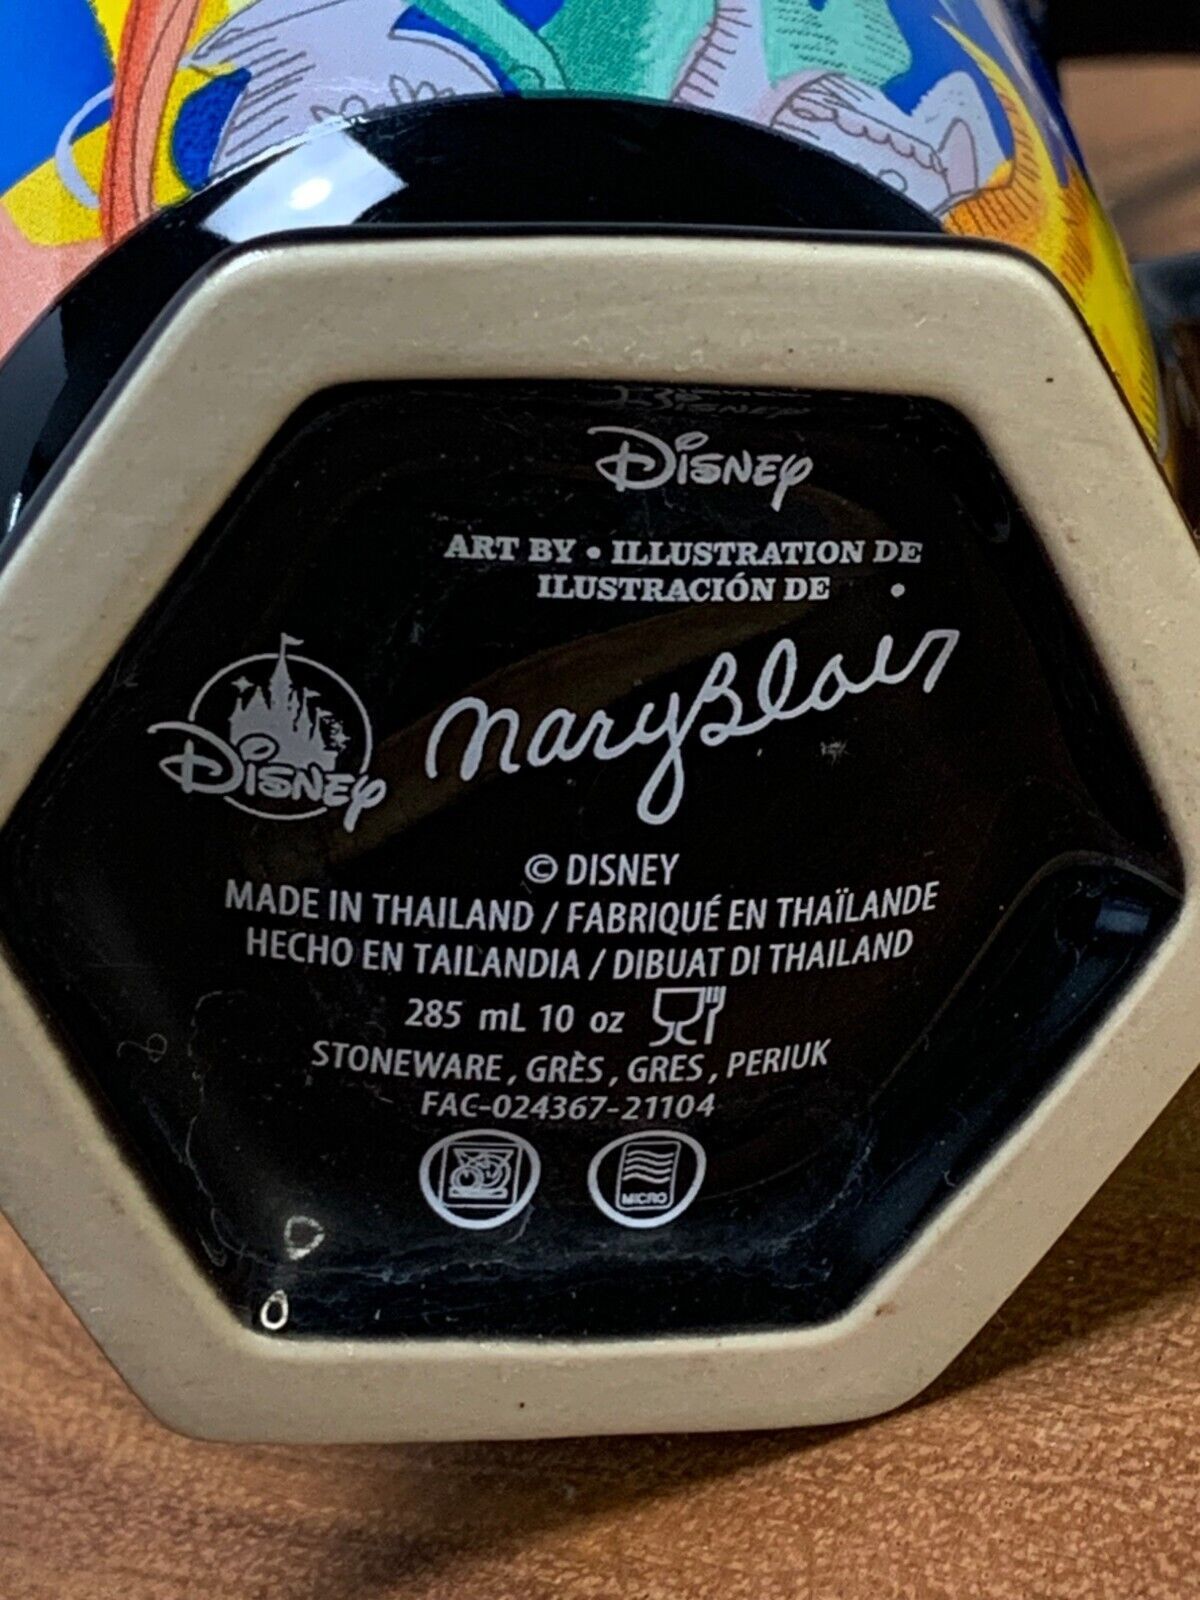 Disney
ART BY • ILLUSTRATION DE
ILUSTRACIÓN DE •
Mary Blair
Disney
© DISNEY
MADE IN THAILAND / FABRIQUÉ EN THAÏLANDE
HECHO EN TAILANDIA / DIBUAT DI THAILAND
285 mL 10 oz
STONEWARE, GRÈS, GRES, PERIUK
FAC-024367-21104
MICRO